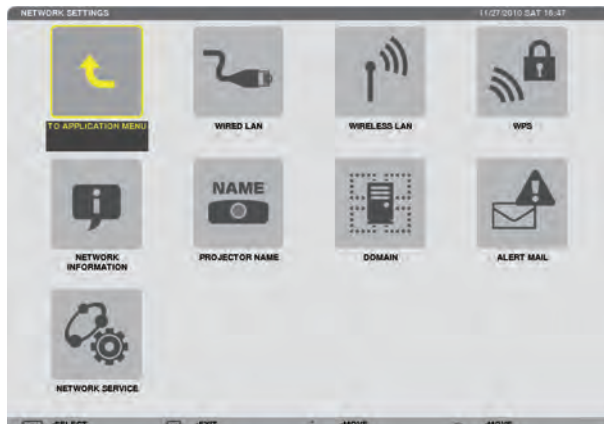 NETWORK SETTINGS 11/27/2010 SAT 16:47
TO APPLICATION MENU WIRED LAN WIRELESS LAN WPS
NAME
NETWORK
INFORMATION PROJECTOR NAME DOMAIN ALERT MAIL
NETWORK SERVICE
:SELECT :EXIT :MOVE :MOVE